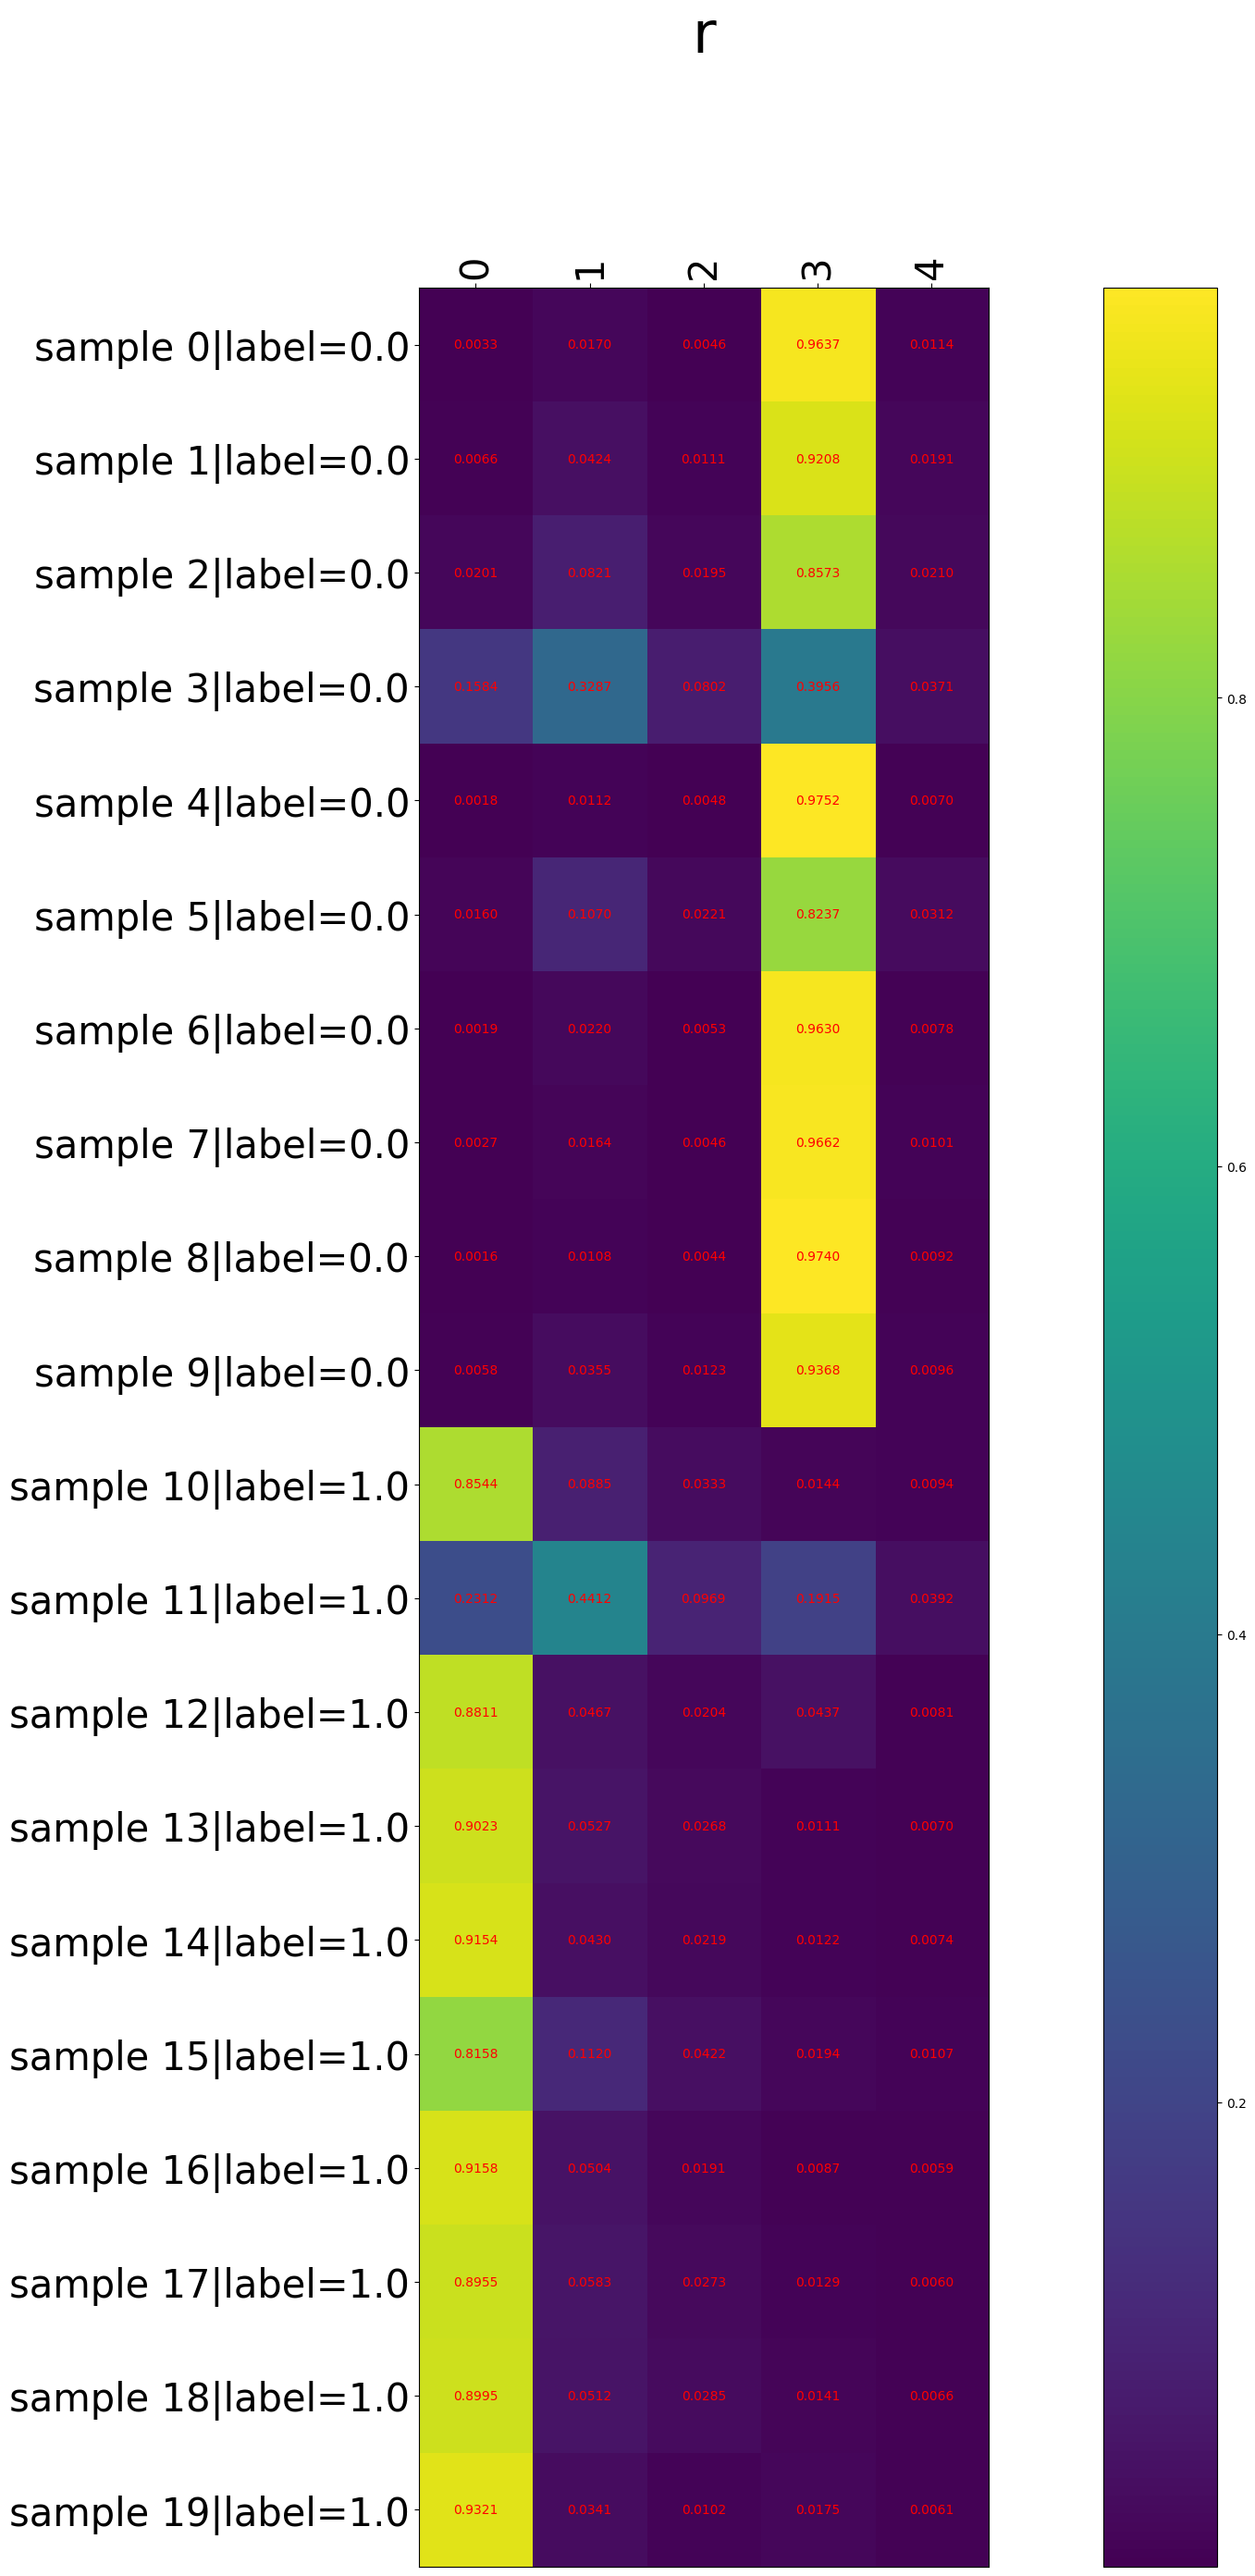 r
0 1 2 3 4
sample 0|label=0.0 0.0033 0.0170 0.0046 0.9637 0.0114
sample 1|label=0.0 0.0066 0.0424 0.0111 0.9208 0.0191
sample 2|label=0.0 0.0201 0.0821 0.0195 0.8573 0.0210
0.8
sample 3|label=0.0 0.1584 0.3287 0.0802 0.3956 0.0371
sample 4|label=0.0 0.0018 0.0112 0.0048 0.9752 0.0070
sample 5|label=0.0 0.0160 0.1070 0.0221 0.8237 0.0312
sample 6|label=0.0 0.0019 0.0220 0.0053 0.9630 0.0078
sample 7|label=0.0 0.0027 0.0164 0.0046 0.9662 0.0101
0.6
sample 8|label=0.0 0.0016 0.0108 0.0044 0.9740 0.0092
sample 9|label=0.0 0.0058 0.0355 0.0123 0.9368 0.0096
sample 10|label=1.0 0.8544 0.0885 0.0333 0.0144 0.0094
sample 11|label=1.0 0.2312 0.4412 0.0969 0.1915 0.0392
0.4
sample 12|label=1.0 0.8811 0.0467 0.0204 0.0437 0.0081
sample 13|label=1.0 0.9023 0.0527 0.0268 0.0111 0.0070
sample 14|label=1.0 0.9154 0.0430 0.0219 0.0122 0.0074
sample 15|label=1.0 0.8158 0.1120 0.0422 0.0194 0.0107
0.2
sample 16|label=1.0 0.9158 0.0504 0.0191 0.0087 0.0059
sample 17|label=1.0 0.8955 0.0583 0.0273 0.0129 0.0060
sample 18|label=1.0 0.8995 0.0512 0.0285 0.0141 0.0066
sample 19|label=1.0 0.9321 0.0341 0.0102 0.0175 0.0061